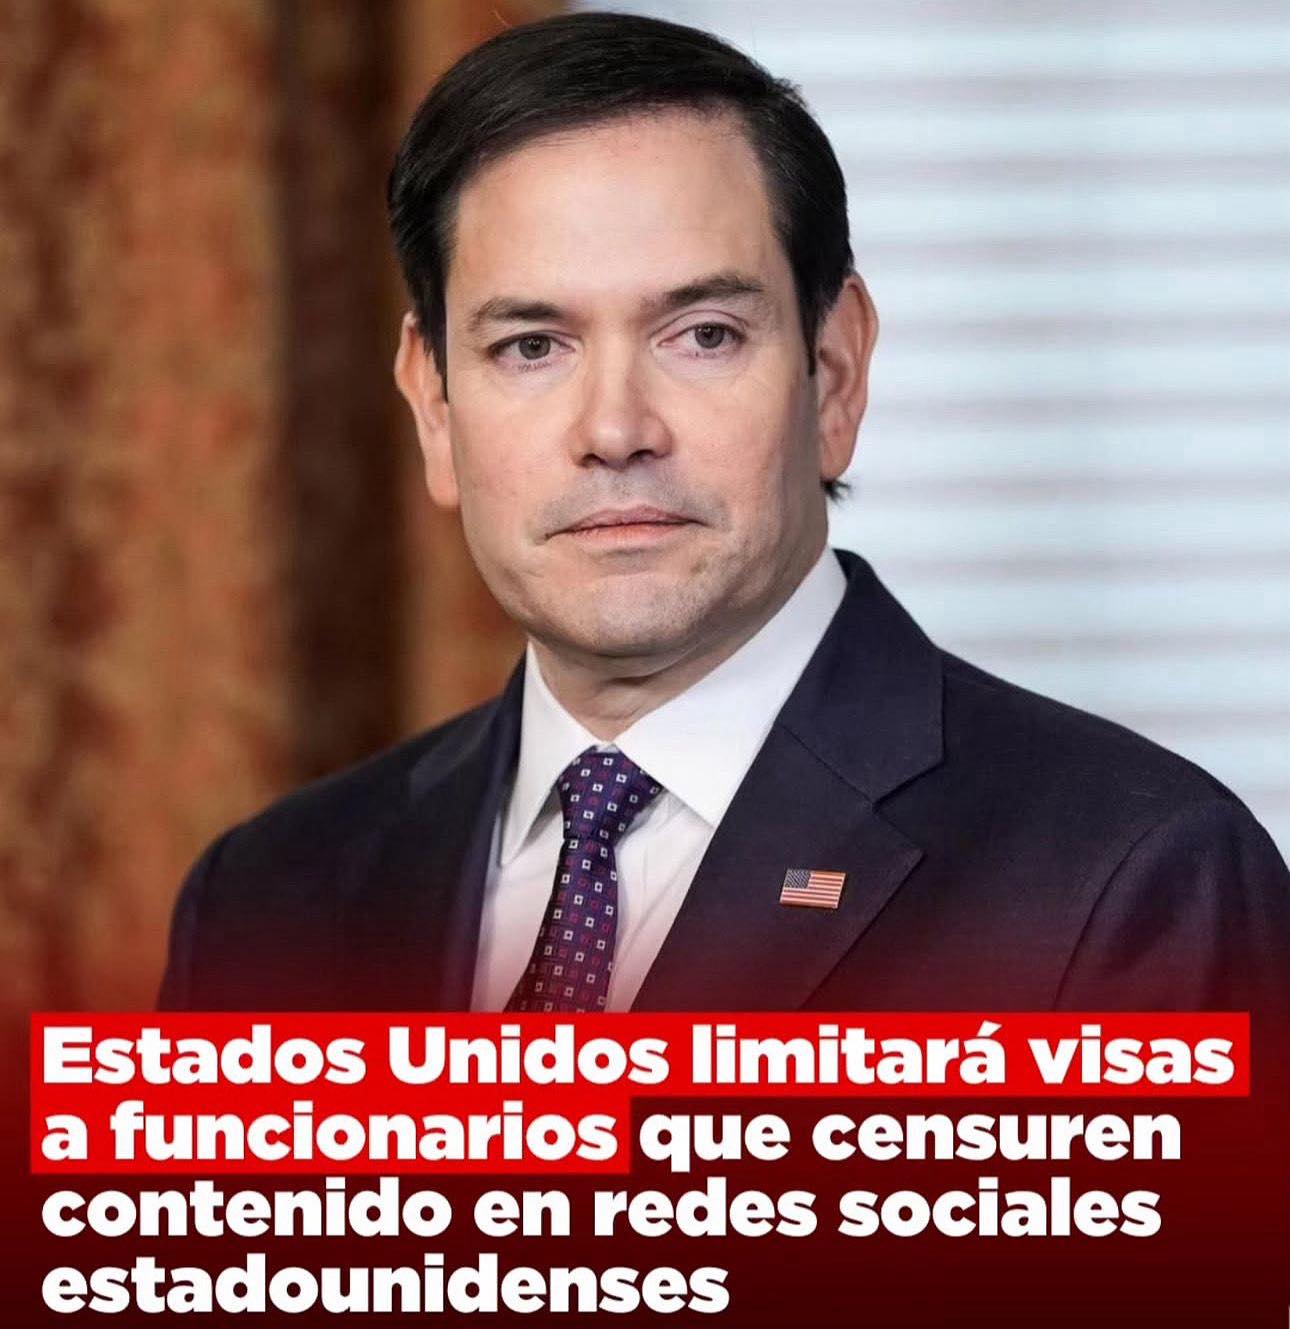 Estados Unidos limitará visas
a funcionarios que censuren
contenido en redes sociales
estadounidenses